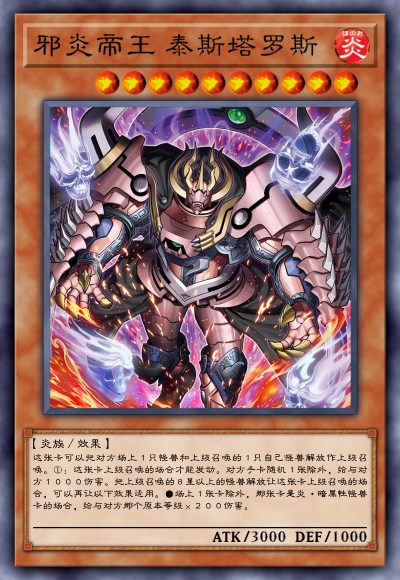 邪炎帝王 泰斯塔罗斯
ほのお
炎
【炎族／效果】
这张卡可以把对方场上1只怪兽和上级召唤的1只自己怪兽解放作上级召
唤。①：这张卡上级召唤的场合才能发动。对方手卡随机1张除外，给与对
方1000伤害。把上级召唤的8星以上的怪兽解放让这张卡上级召唤的场
合，可以再让以下效果适用。●场上1张卡除外，那张卡是炎·暗属性怪兽
卡的场合，给与对方那个原本等级×200伤害。
ATK/3000 DEF/1000